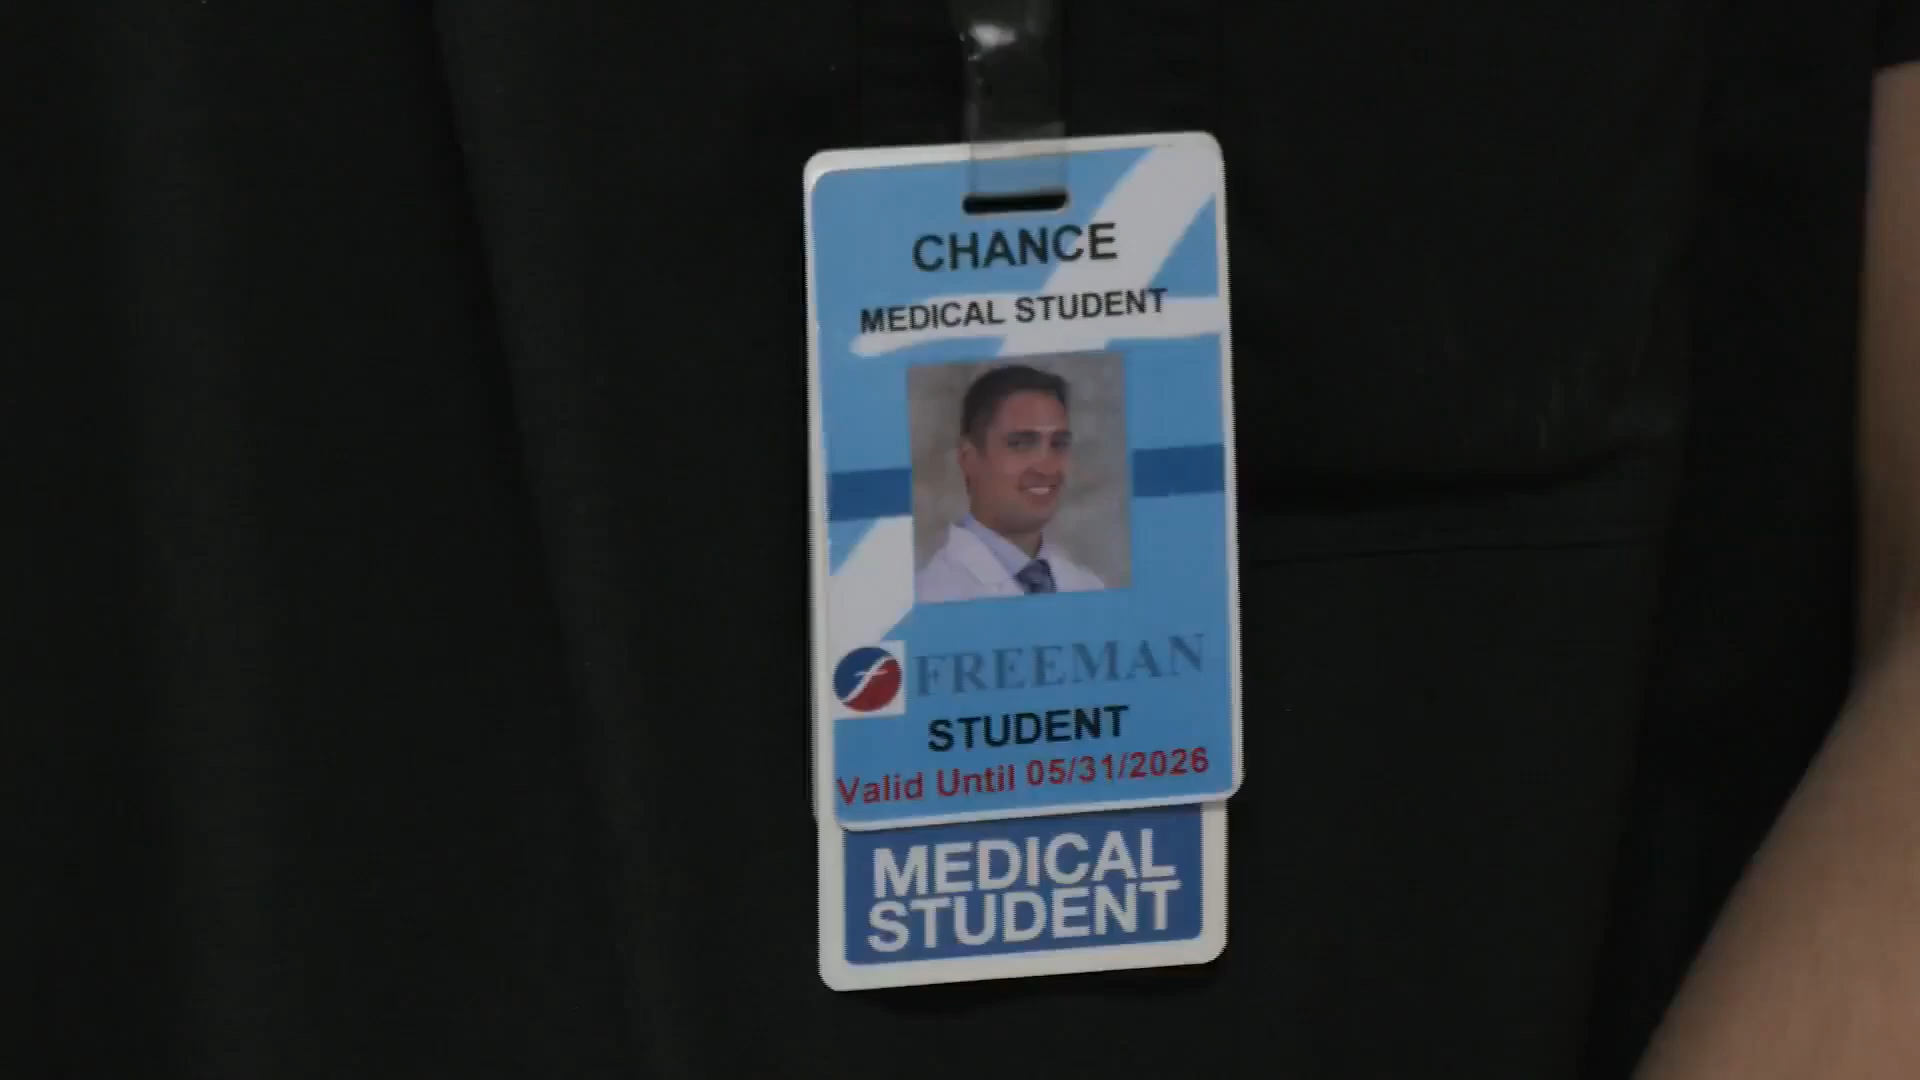 CHANCE
MEDICAL STUDENT
FREEMAN
STUDENT
Valid Until 05/31/2026
MEDICAL
STUDENT